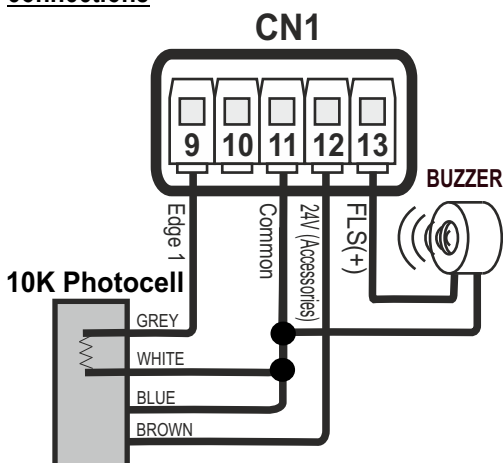 connections
CN1
9 10 11 12 13
BUZZER
Edge 1
Common
24V (Accessories)
FLS(+)
10K Photocell
GREY
WHITE
BLUE
BROWN